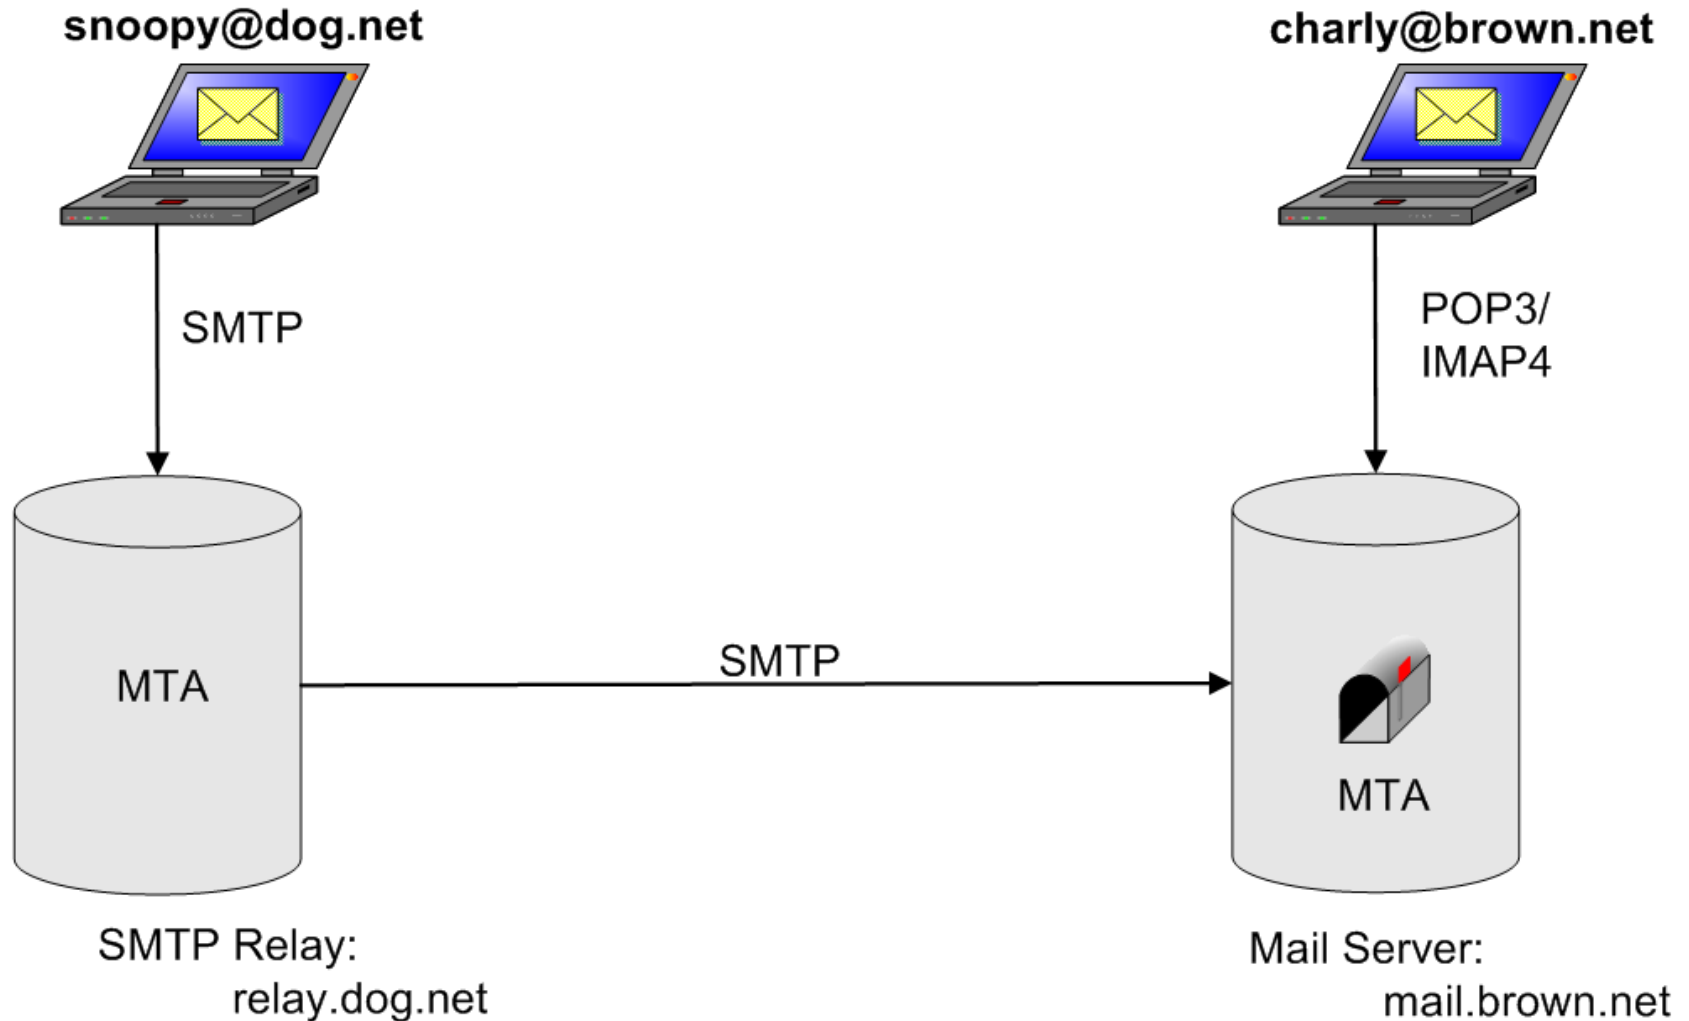 snoopy@dog.net
charly@brown.net
SMTP
POP3/
IMAP4
SMTP
MTA
MTA
SMTP Relay:
relay.dog.net
Mail Server:
mail.brown.net